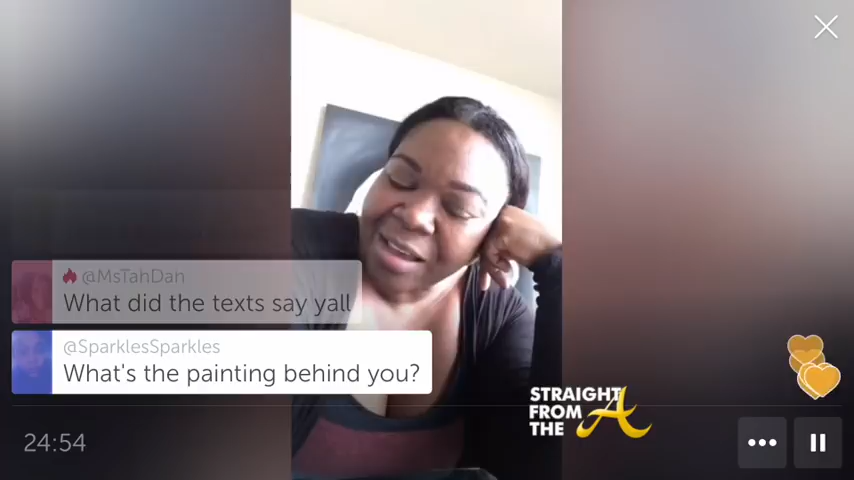 @MsTahDan
What did the texts say yall
@SparklesSparkles
What's the painting behind you?
STRAIGHT
FROM
THE A
24:54